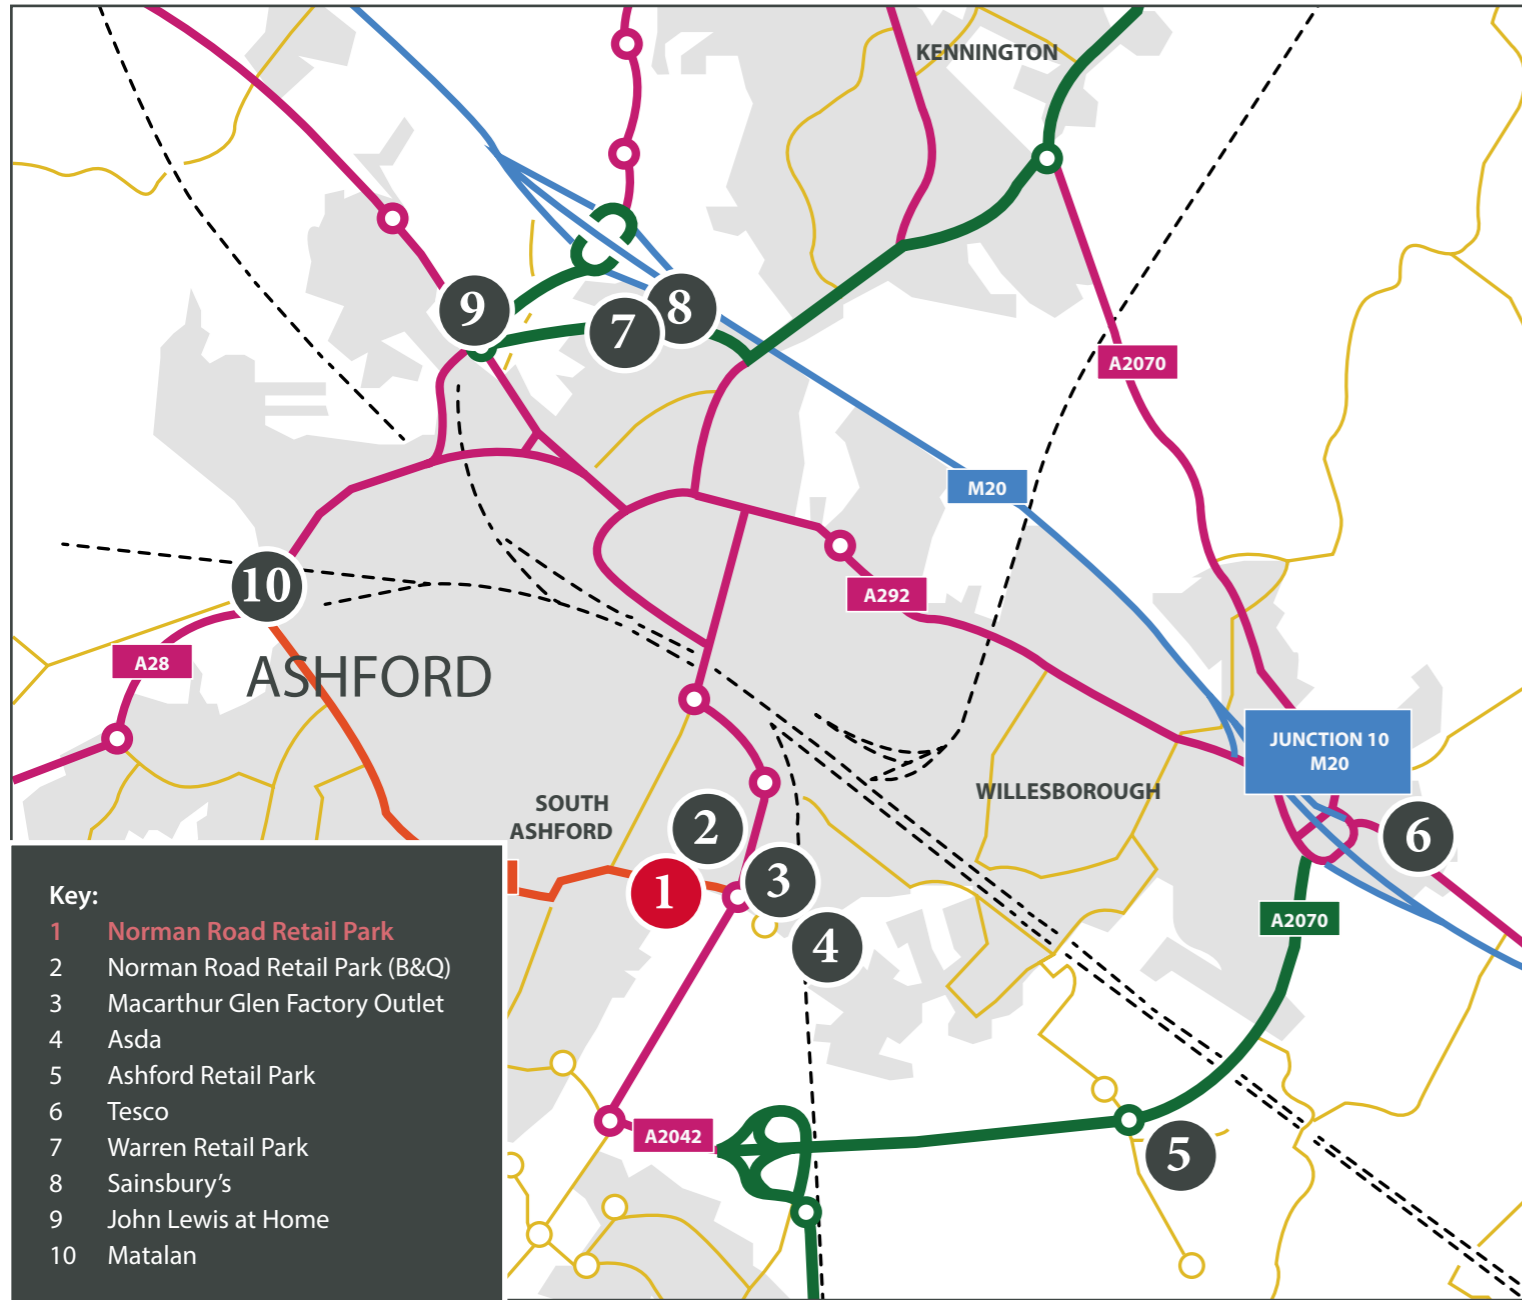 KENNINGTON
9
7
8
A2070
M20
10
A292
A28
ASHFORD
JUNCTION 10
M20
SOUTH
ASHFORD
WILLESBOROUGH
2
6
1
3
4
A2070
A2042
5
Key:
1 Norman Road Retail Park
2 Norman Road Retail Park (B&Q)
3 Macarthur Glen Factory Outlet
4 Asda
5 Ashford Retail Park
6 Tesco
7 Warren Retail Park
8 Sainsbury’s
9 John Lewis at Home
10 Matalan